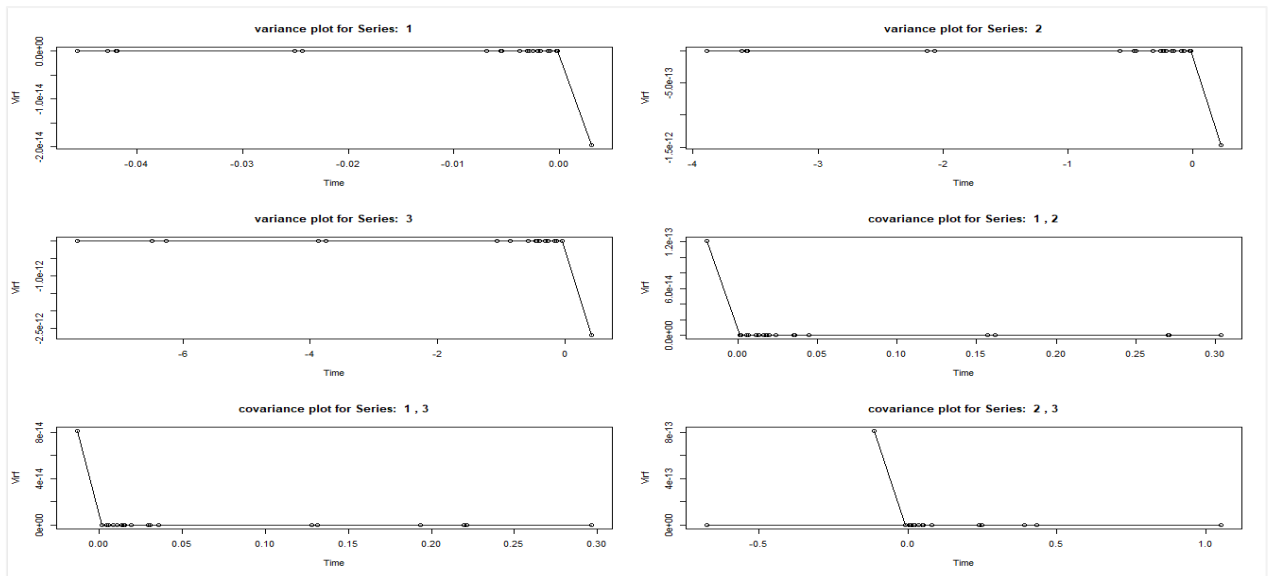 variance plot for Series: 1
Virf
0.0e+00
-1.0e-14
-2.0e-14
-0.04 -0.03 -0.02 -0.01 0.00
Time
variance plot for Series: 2
Virf
-5.0e-13
-1.5e-12
-4 -3 -2 -1 0
Time
variance plot for Series: 3
Virf
-1.0e-12
-2.5e-12
-6 -4 -2 0
Time
covariance plot for Series: 1 , 2
Virf
1.2e-13
6.0e-14
0.0e+00
0.00 0.05 0.10 0.15 0.20 0.25 0.30
Time
covariance plot for Series: 1 , 3
Virf
8e-14
4e-14
0e+00
0.00 0.05 0.10 0.15 0.20 0.25 0.30
Time
covariance plot for Series: 2 , 3
Virf
8e-13
4e-13
0e+00
-0.5 0.0 0.5 1.0
Time